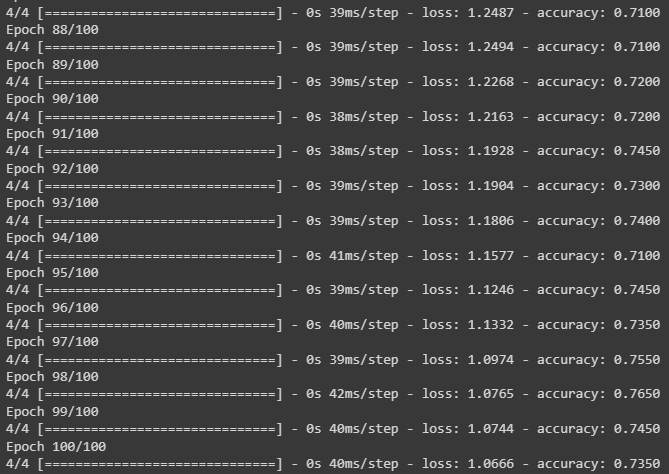 4/4 [==============================] - 0s 39ms/step - loss: 1.2487 - accuracy: 0.7100
Epoch 88/100
4/4 [==============================] - 0s 39ms/step - loss: 1.2494 - accuracy: 0.7100
Epoch 89/100
4/4 [==============================] - 0s 39ms/step - loss: 1.2268 - accuracy: 0.7200
Epoch 90/100
4/4 [==============================] - 0s 38ms/step - loss: 1.2163 - accuracy: 0.7200
Epoch 91/100
4/4 [==============================] - 0s 38ms/step - loss: 1.1928 - accuracy: 0.7450
Epoch 92/100
4/4 [==============================] - 0s 39ms/step - loss: 1.1904 - accuracy: 0.7300
Epoch 93/100
4/4 [==============================] - 0s 39ms/step - loss: 1.1806 - accuracy: 0.7400
Epoch 94/100
4/4 [==============================] - 0s 41ms/step - loss: 1.1577 - accuracy: 0.7100
Epoch 95/100
4/4 [==============================] - 0s 39ms/step - loss: 1.1246 - accuracy: 0.7450
Epoch 96/100
4/4 [==============================] - 0s 40ms/step - loss: 1.1332 - accuracy: 0.7350
Epoch 97/100
4/4 [==============================] - 0s 39ms/step - loss: 1.0974 - accuracy: 0.7550
Epoch 98/100
4/4 [==============================] - 0s 42ms/step - loss: 1.0765 - accuracy: 0.7650
Epoch 99/100
4/4 [==============================] - 0s 40ms/step - loss: 1.0744 - accuracy: 0.7450
Epoch 100/100
4/4 [==============================] - 0s 40ms/step - loss: 1.0666 - accuracy: 0.7350